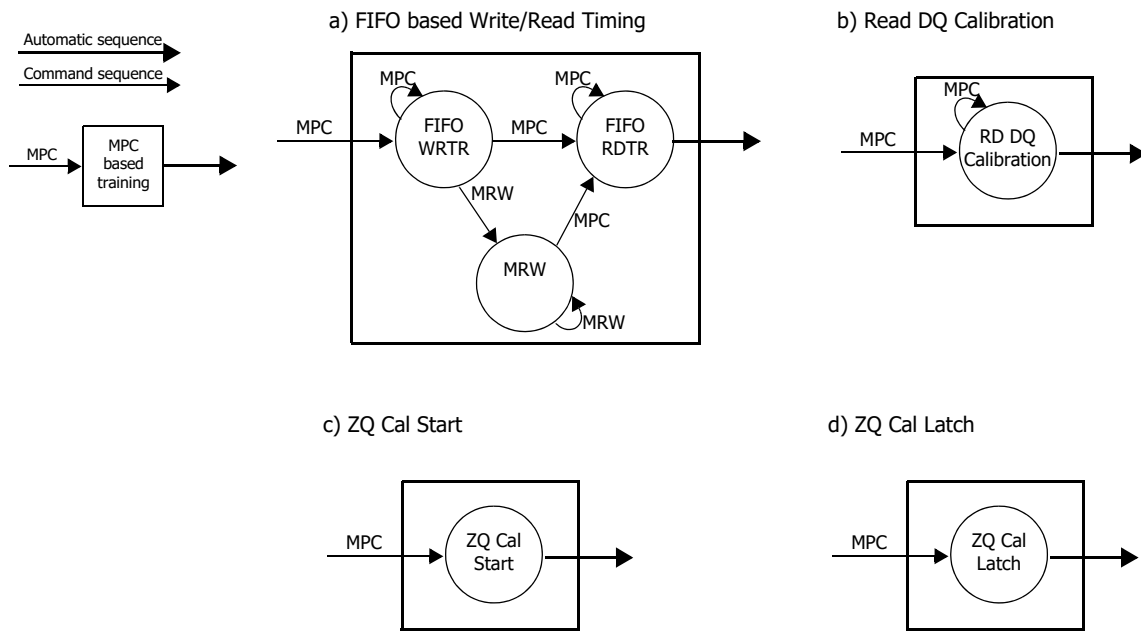 Automatic sequence
Command sequence
MPC
MPC
based
training
a) FIFO based Write/Read Timing
MPC
MPC
FIFO
WRTR
MPC
MPC
FIFO
RDTR
MRW
MPC
MRW
MRW
b) Read DQ Calibration
MPC
MPC
RD DQ
Calibration
c) ZQ Cal Start
MPC
ZQ Cal
Start
d) ZQ Cal Latch
MPC
ZQ Cal
Latch